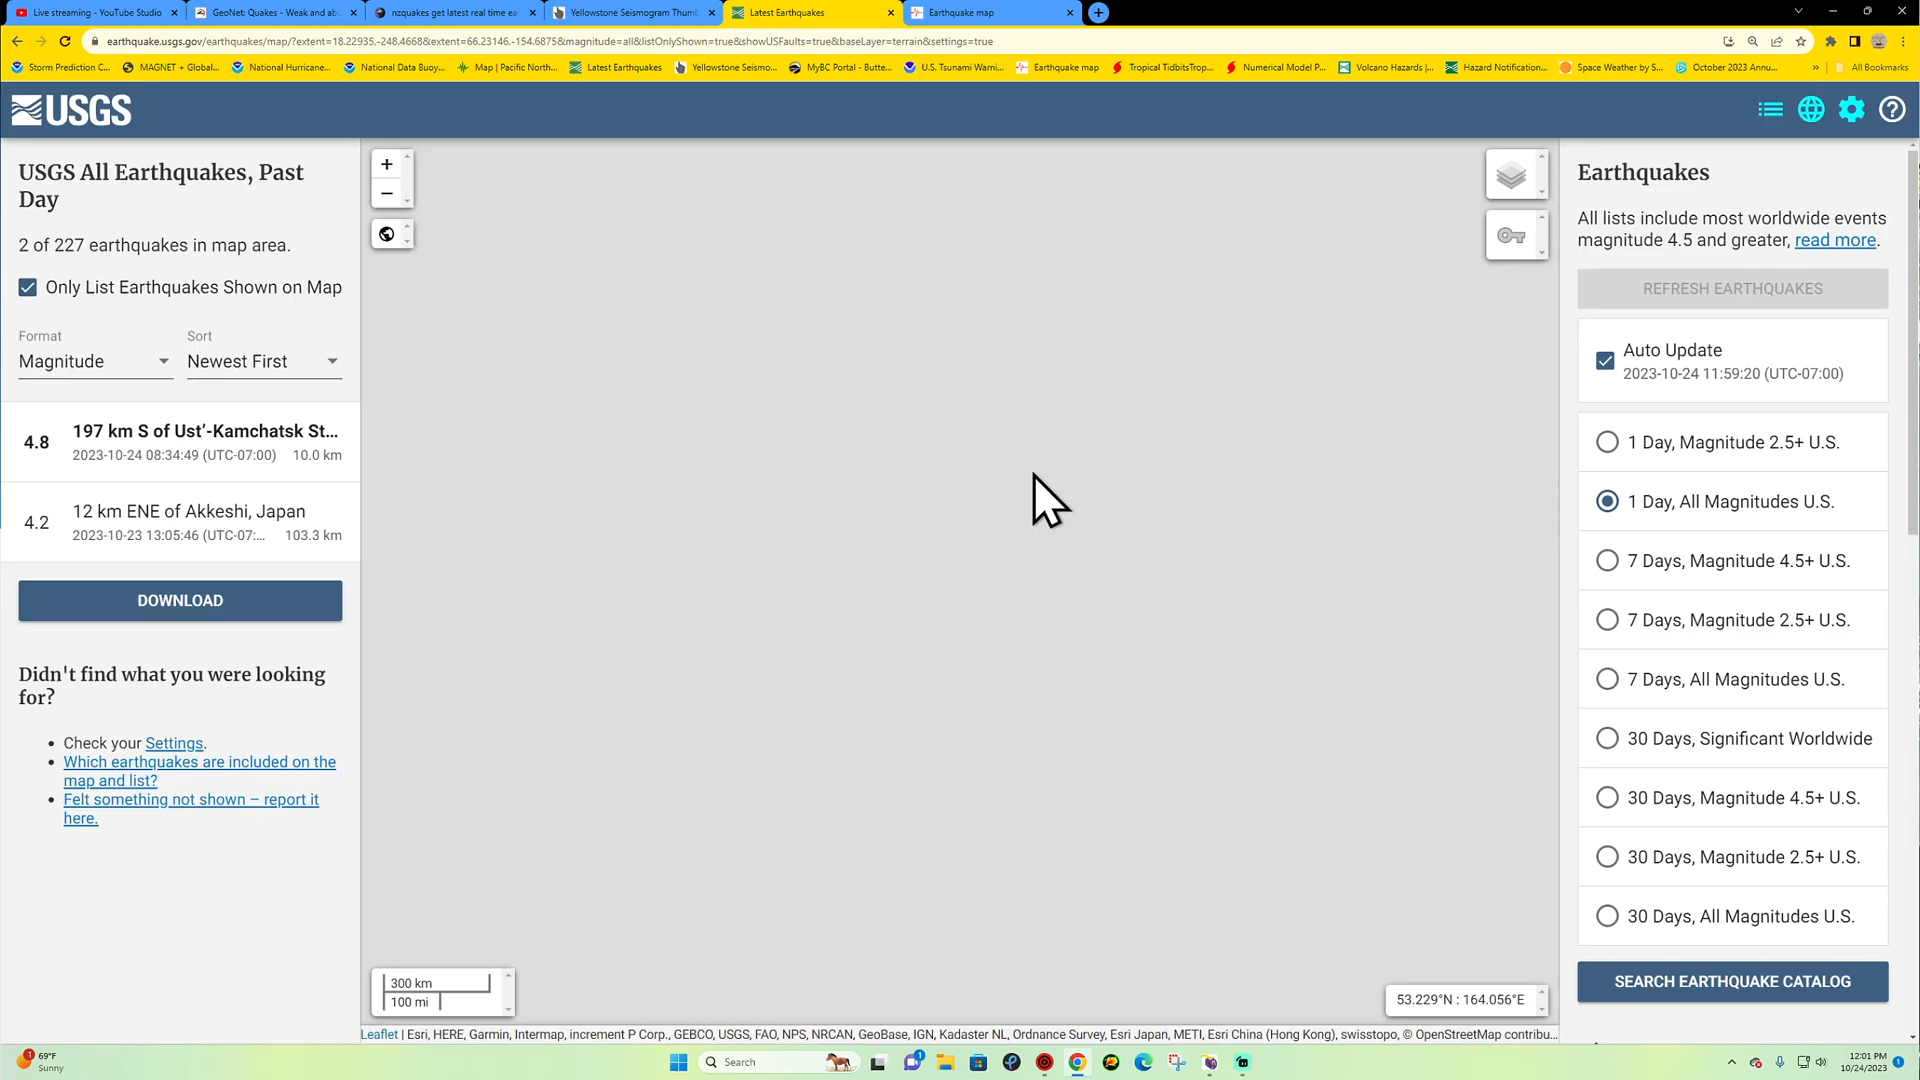 Live streaming - YouTube Studio
GeoNet: Quakes - Weak and ab
nzquakes get latest real time ea
Yellowstone Seismogram Thum
Latest Earthquakes
Earthquake map
earthquake.usgs.gov/earthquakes/map/?extent=18.22935,-248.4668&extent=66.23146,-154.6875&magnitude=all&listOnlyShown=true&showUSFaults=true&baseLayer=terrain&settings=true
Storm Prediction C...
MAGNET + Global...
National Hurricane...
National Data Buoy...
Map | Pacific North...
Latest Earthquakes
Yellowstone Seismo...
MyBC Portal - Butte...
U.S. Tsunami Warni...
Earthquake map
Tropical TidbitsTrop...
Numerical Model P...
Volcano Hazards |...
Hazard Notification...
Space Weather by S...
October 2023 Annu...
»
All Bookmarks
USGS
USGS All Earthquakes, Past
Day
2 of 227 earthquakes in map area.
Only List Earthquakes Shown on Map
Format
Sort
Magnitude
Newest First
4.8
197 km S of Ust’-Kamchatsk St...
2023-10-24 08:34:49 (UTC-07:00) 10.0 km
4.2
12 km ENE of Akkeshi, Japan
2023-10-23 13:05:46 (UTC-07:... 103.3 km
DOWNLOAD
Didn't find what you were looking
for?
• Check your Settings.
• Which earthquakes are included on the
map and list?
• Felt something not shown – report it
here.
+
−
300 km
100 mi
53.229°N : 164.056°E
Leaflet | Esri, HERE, Garmin, Intermap, increment P Corp., GEBCO, USGS, FAO, NPS, NRCAN, GeoBase, IGN, Kadaster NL, Ordnance Survey, Esri Japan, METI, Esri China (Hong Kong), swisstopo, © OpenStreetMap contribu...
Earthquakes
All lists include most worldwide events
magnitude 4.5 and greater, read more.
REFRESH EARTHQUAKES
Auto Update
2023-10-24 11:59:20 (UTC-07:00)
1 Day, Magnitude 2.5+ U.S.
1 Day, All Magnitudes U.S.
7 Days, Magnitude 4.5+ U.S.
7 Days, Magnitude 2.5+ U.S.
7 Days, All Magnitudes U.S.
30 Days, Significant Worldwide
30 Days, Magnitude 4.5+ U.S.
30 Days, Magnitude 2.5+ U.S.
30 Days, All Magnitudes U.S.
SEARCH EARTHQUAKE CATALOG
1
69°F
Sunny
Search
1
12:01 PM
10/24/2023
1